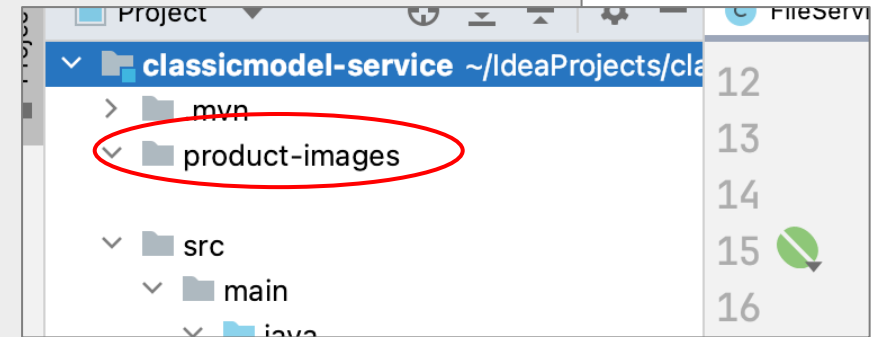 Project
FileServi
classicmodel-service ~/IdeaProjects/cla
12
.mvn
13
product-images
14
src
15
main
16
java